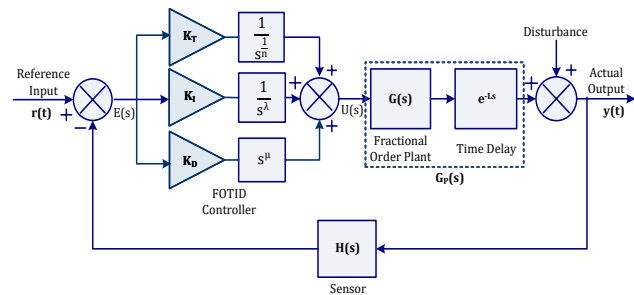 Disturbance
K_T
1
s^{1/n}
+
+
Reference
Input
r(t)
+
−
E(s)
K_I
1
s^λ
+
+
U(s)
G(s)
e^{-Ls}
+
+
Actual
Output
y(t)
K_D
s^μ
Fractional
Order Plant
Time Delay
FOTID
Controller
G_P(s)
H(s)
Sensor